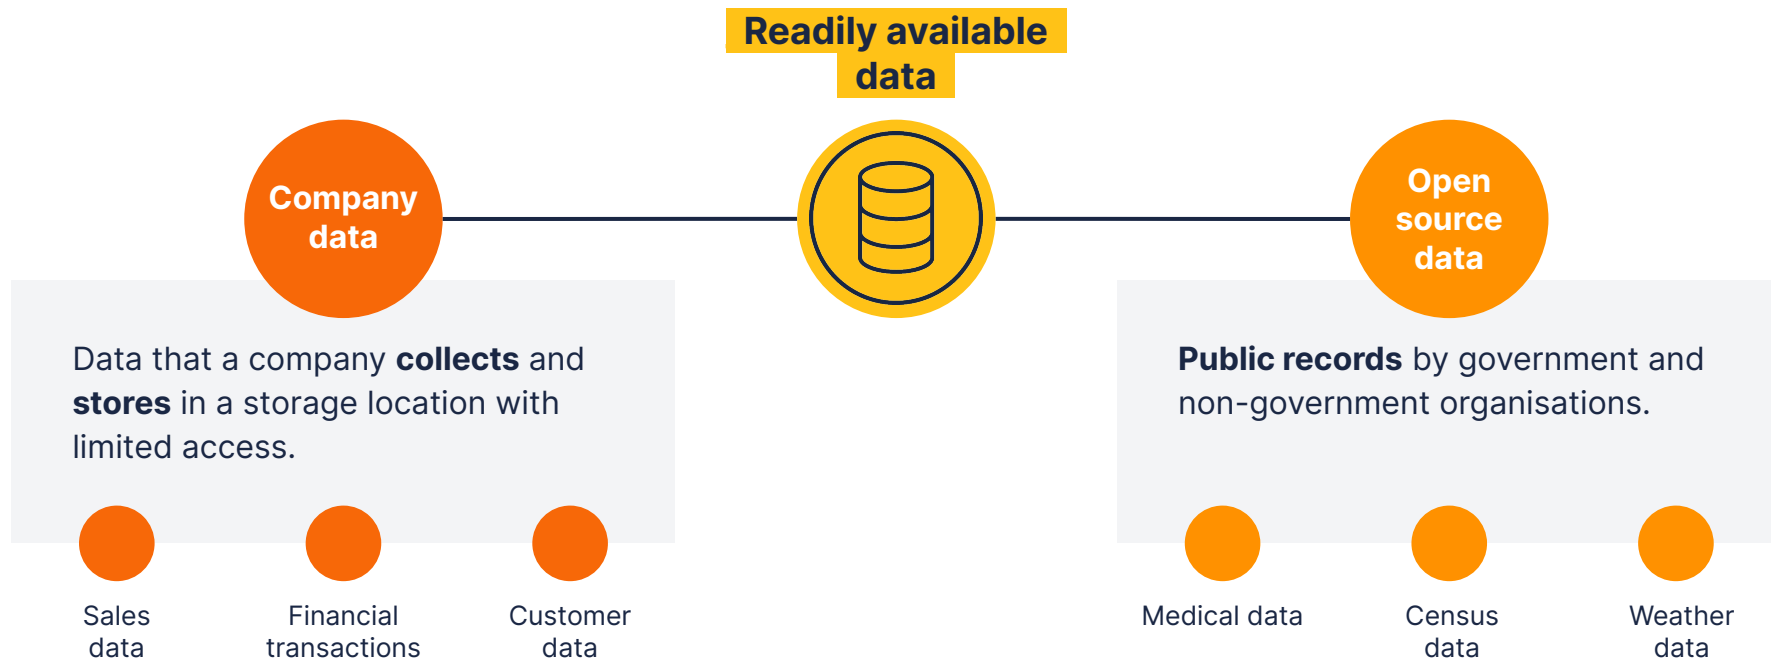 Readily available
data
Company
data
Open
source
data
Data that a company collects and
stores in a storage location with
limited access.
Public records by government and
non-government organisations.
Sales
data
Financial
transactions
Customer
data
Medical data
Census
data
Weather
data